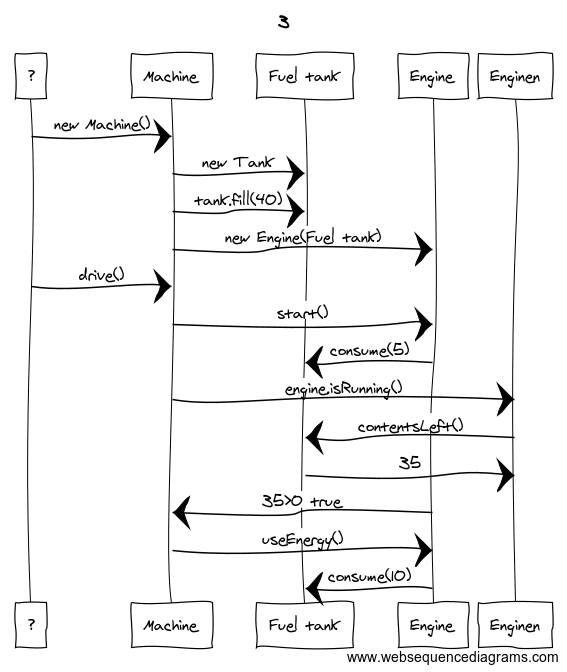 3
? Machine Fuel tank Engine Enginen
new Machine()
new Tank
tank.fill(40)
new Engine(Fuel tank)
drive()
start()
consume(5)
engine.isRunning()
contentsLeft()
35
35>0 true
useEnergy()
consume(10)
? Machine Fuel tank Engine Enginen
www.websequencediagrams.com